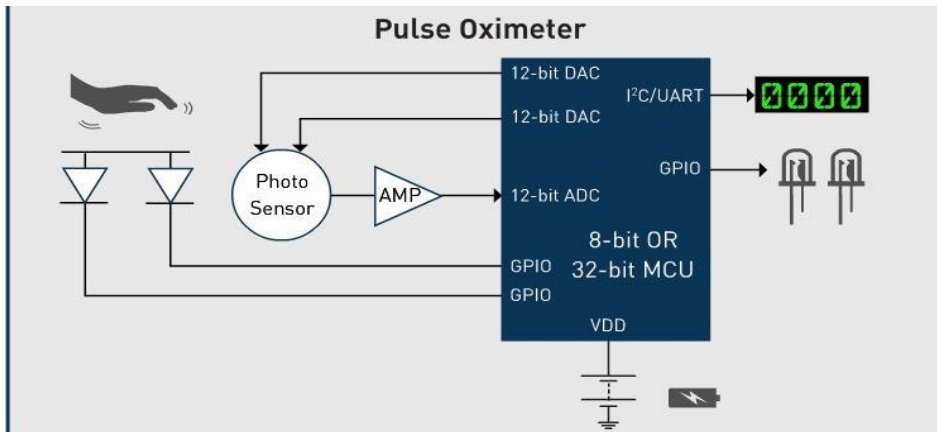 Pulse Oximeter
12-bit DAC
I²C/UART
0000
12-bit DAC
GPIO
Photo
Sensor
AMP
12-bit ADC
8-bit OR
32-bit MCU
GPIO
GPIO
VDD